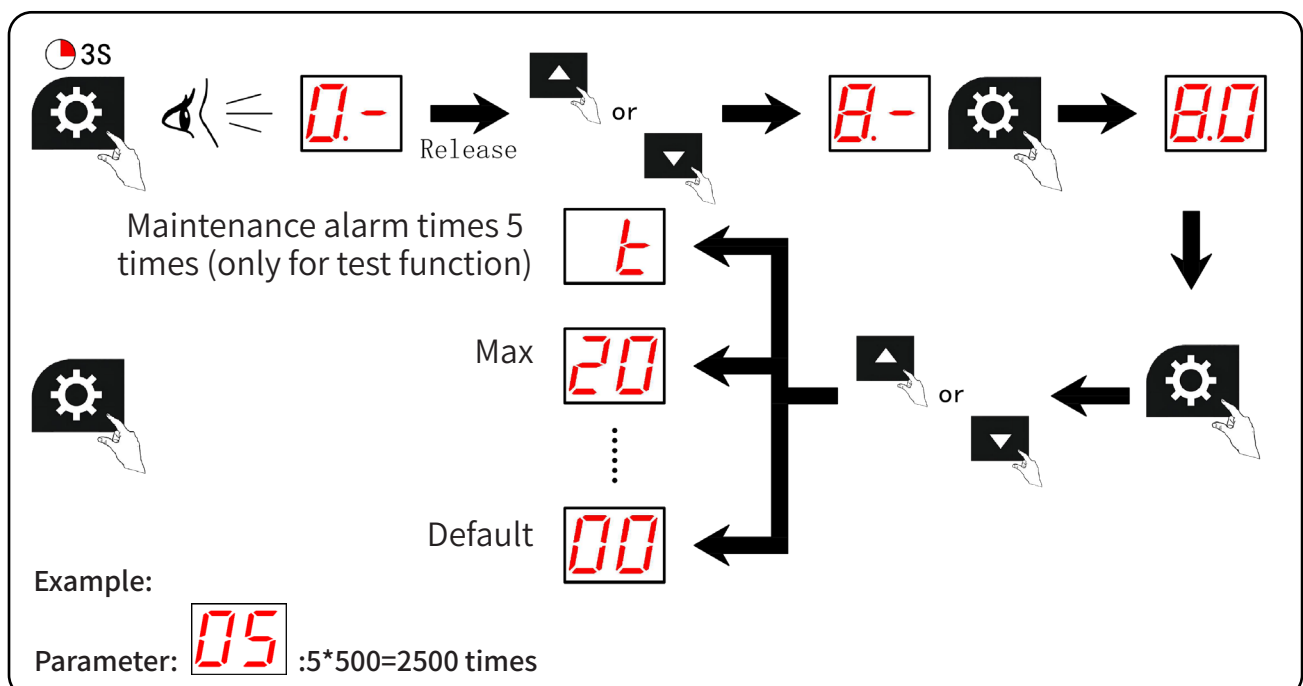 3S
0.-
Release
or
8.-
8.0
Maintenance alarm times 5
times (only for test function)
t
Max
20
or
Default
00
Example:
Parameter: 05 :5*500=2500 times